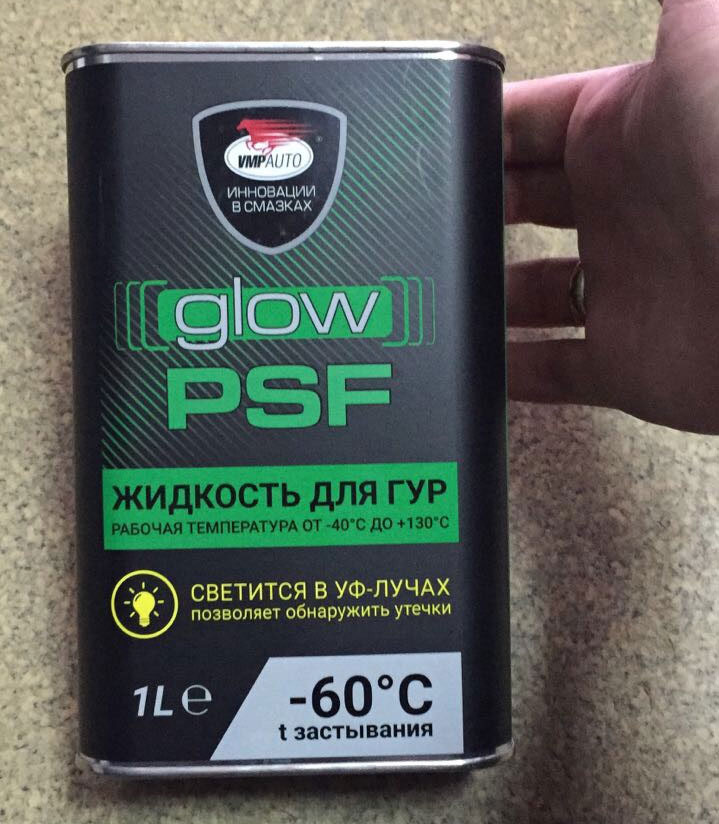 VMPAUTO
ИННОВАЦИИ
В СМАЗКАХ
glow
PSF
ЖИДКОСТЬ ДЛЯ ГУР
РАБОЧАЯ ТЕМПЕРАТУРА ОТ -40°С ДО +130°С
СВЕТИТСЯ В УФ-ЛУЧАХ
позволяет обнаружить утечки
1L℮
-60°С
t застывания